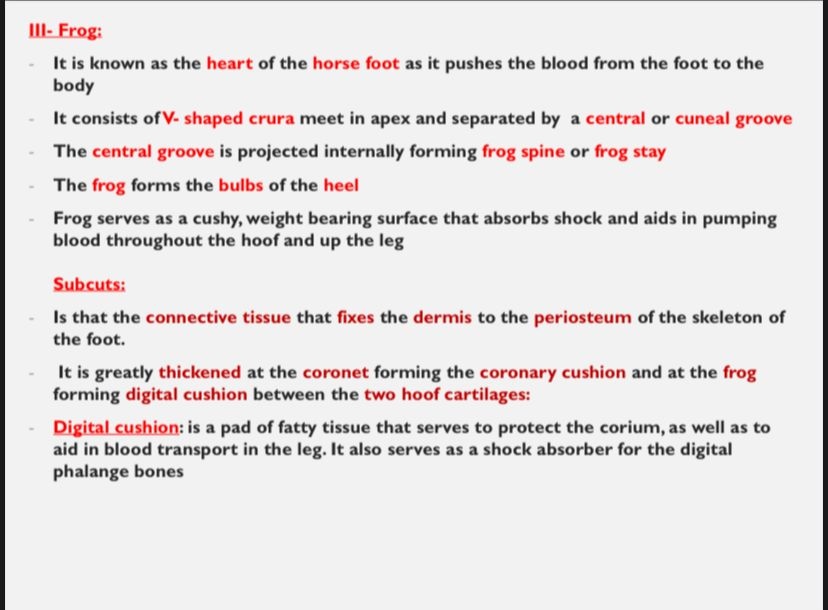 III- Frog:
- It is known as the heart of the horse foot as it pushes the blood from the foot to the
body
- It consists of V- shaped crura meet in apex and separated by a central or cuneal groove
- The central groove is projected internally forming frog spine or frog stay
- The frog forms the bulbs of the heel
- Frog serves as a cushy, weight bearing surface that absorbs shock and aids in pumping
blood throughout the hoof and up the leg
Subcuts:
- Is that the connective tissue that fixes the dermis to the periosteum of the skeleton of
the foot.
- It is greatly thickened at the coronet forming the coronary cushion and at the frog
forming digital cushion between the two hoof cartilages:
- Digital cushion: is a pad of fatty tissue that serves to protect the corium, as well as to
aid in blood transport in the leg. It also serves as a shock absorber for the digital
phalange bones